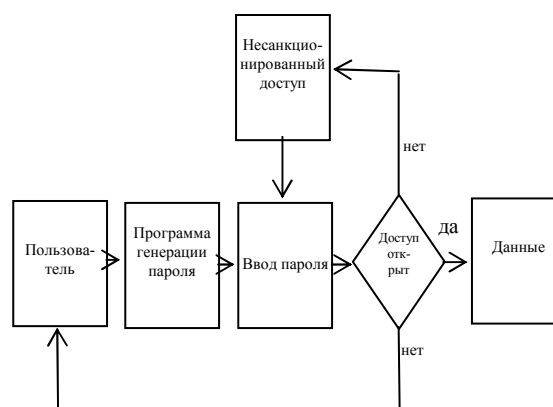 Несанкцио-
нированный
доступ
нет
Пользова-
тель
Программа
генерации
пароля
Ввод пароля
Доступ
отк-
рыт
да
Данные
нет